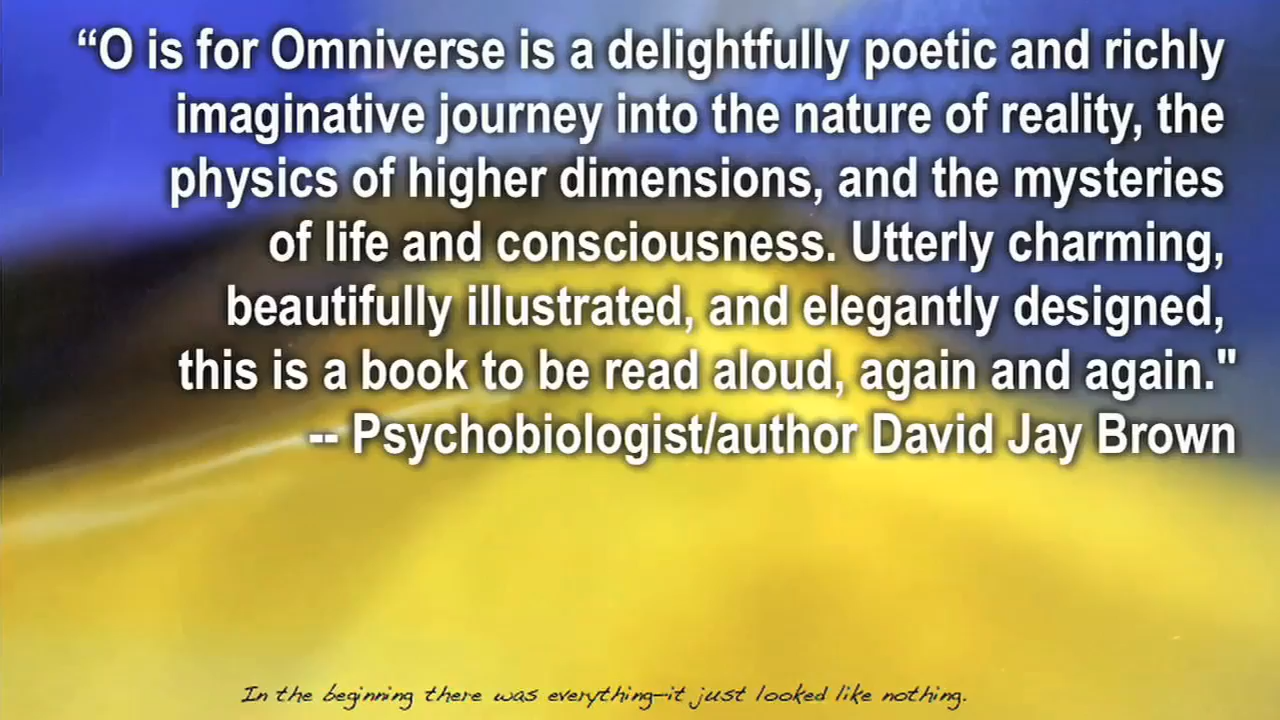 “O is for Omniverse is a delightfully poetic and richly
imaginative journey into the nature of reality, the
physics of higher dimensions, and the mysteries
of life and consciousness. Utterly charming,
beautifully illustrated, and elegantly designed,
this is a book to be read aloud, again and again."
-- Psychobiologist/author David Jay Brown
In the beginning there was everything—it just looked like nothing.